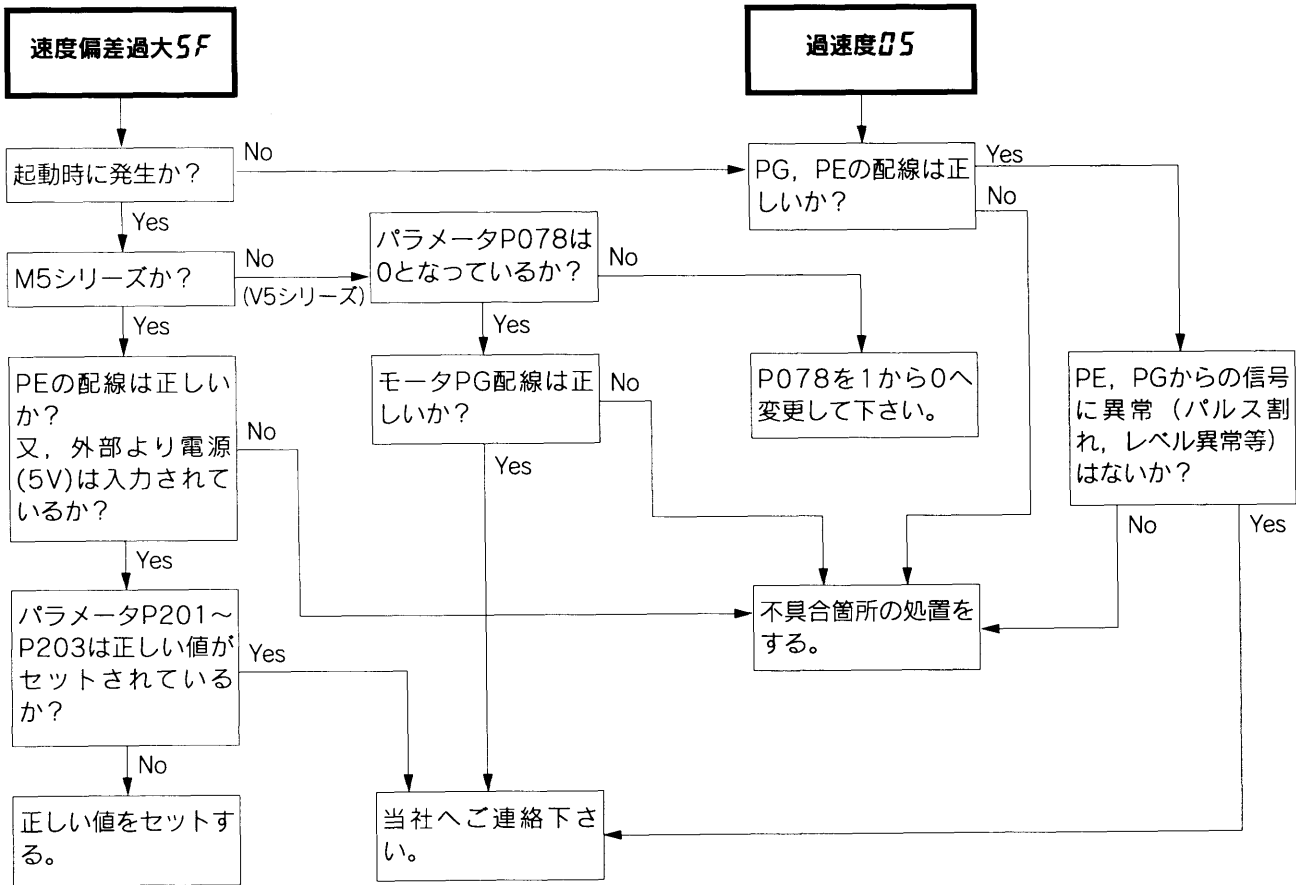 速度偏差過大5F
過速度05
起動時に発生か？
No
Yes
PG，PEの配線は正
しいか？
Yes
No
M5シリーズか？
No
(V5シリーズ)
Yes
パラメータP078は
0となっているか？
No
Yes
PEの配線は正しい
か？
又，外部より電源
(5V)は入力されて
いるか？
No
Yes
モータPG配線は正
しいか？
No
Yes
P078を1から0へ
変更して下さい。
PE，PGからの信号
に異常（パルス割
れ，レベル異常等）
はないか？
No
Yes
パラメータP201～
P203は正しい値が
セットされている
か？
Yes
No
不具合箇所の処置を
する。
正しい値をセットす
る。
当社へご連絡下さ
い。